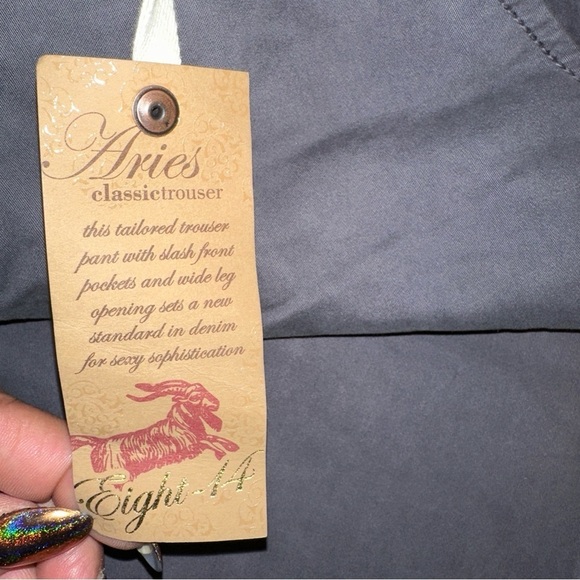 Aries
classictrouser
this tailored trouser
pant with slash front
pockets and wide leg
opening sets a new
standard in denim
for sexy sophistication
Eight-14